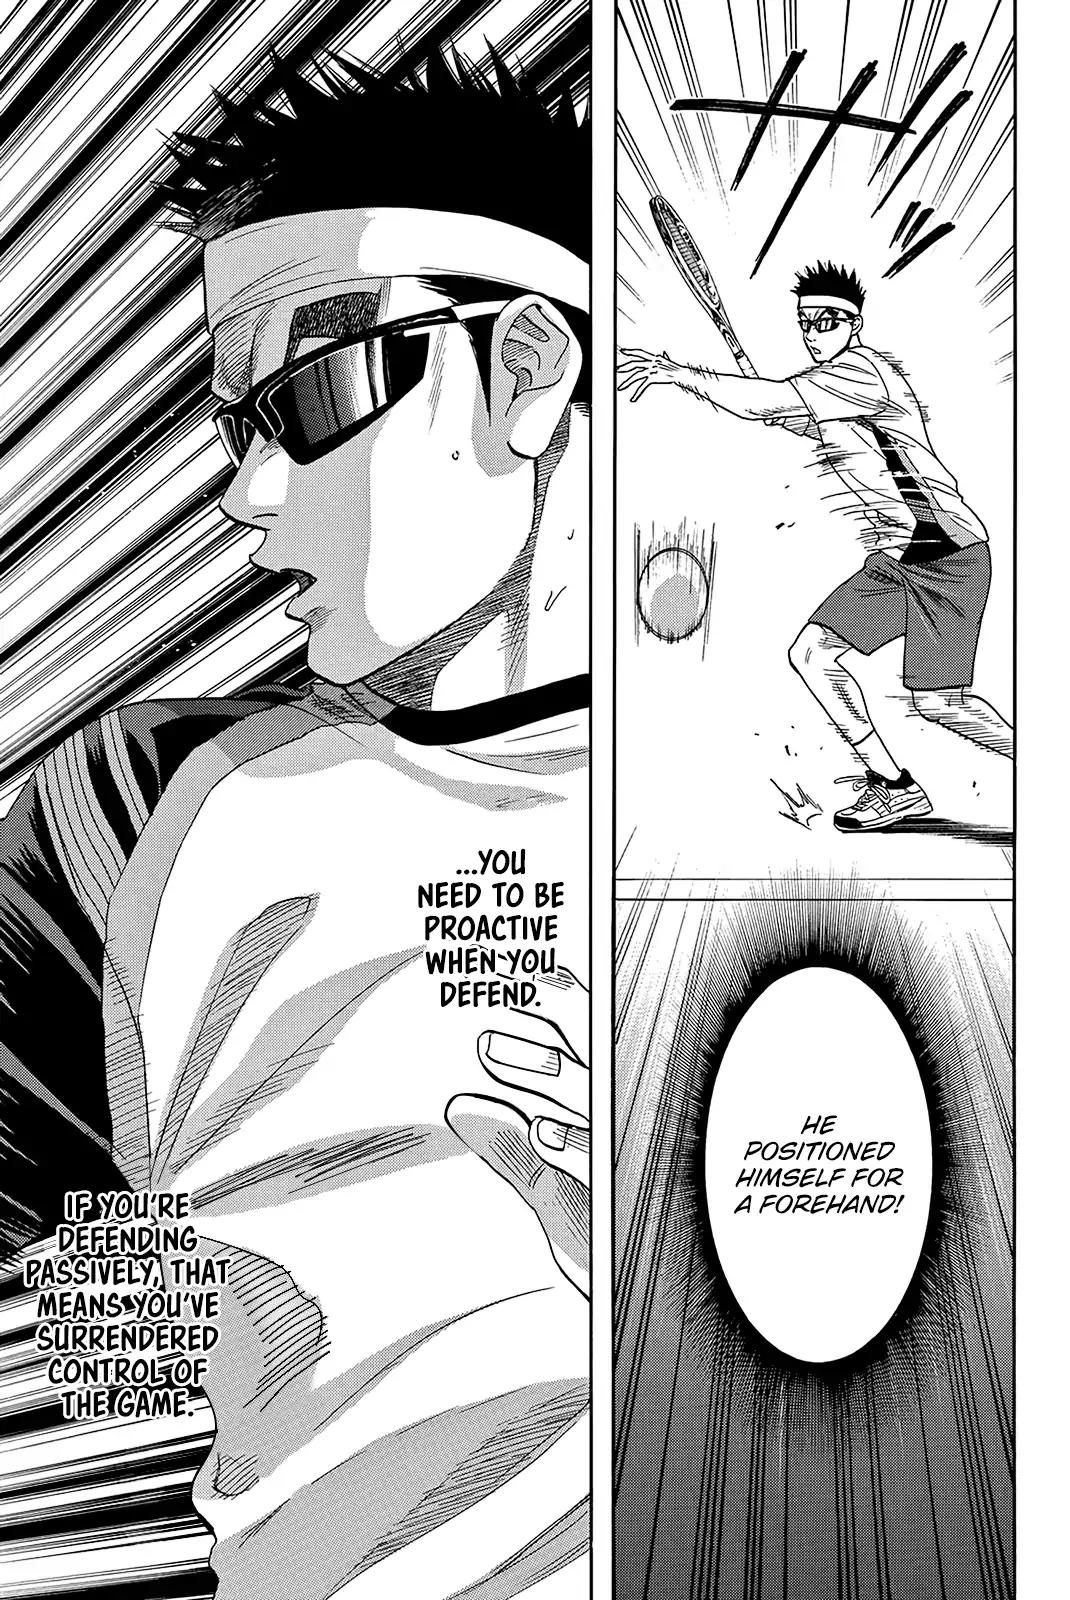 HE
POSITIONED
HIMSELF FOR
A FOREHAND!
...YOU
NEED TO BE
PROACTIVE
WHEN YOU
DEFEND.
IF YOU'RE
DEFENDING
PASSIVELY, THAT
MEANS YOU'VE
SURRENDERED
CONTROL OF
THE GAME.